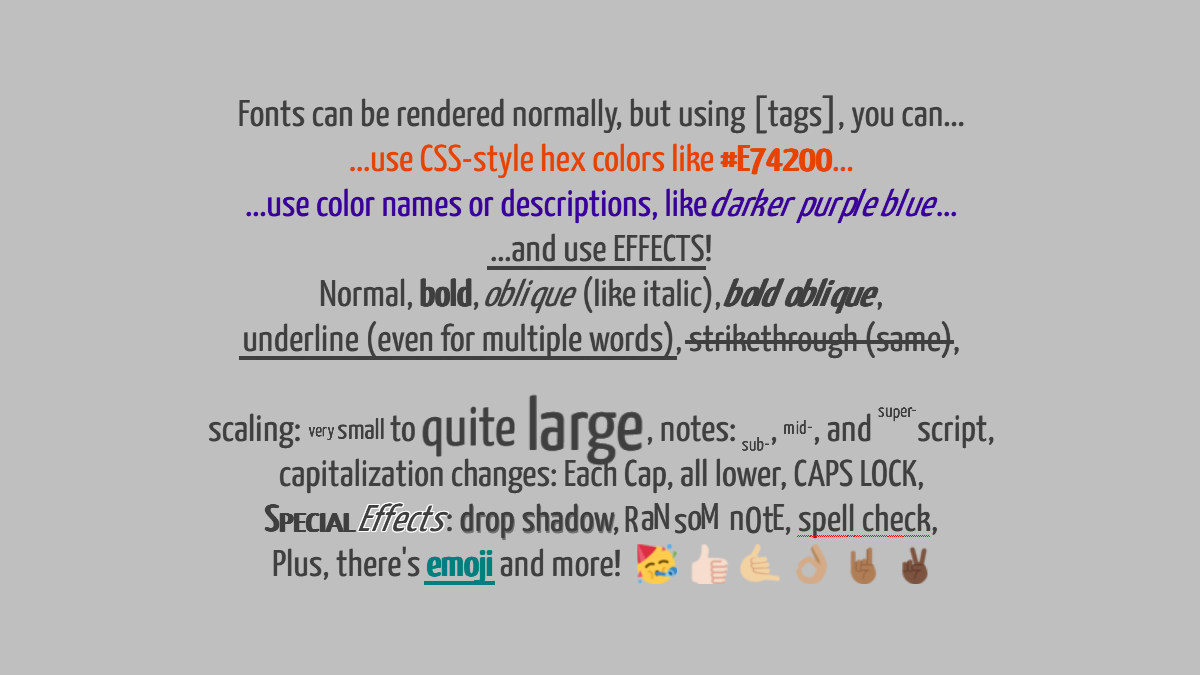 Fonts can be rendered normally, but using [tags], you can...
...use CSS-style hex colors like #E74200...
...use color names or descriptions, like darker purple blue...
...and use EFFECTS!
Normal, bold, oblique (like italic), bold oblique,
underline (even for multiple words), strikethrough (same),
scaling: very small to quite large, notes: sub-, mid-, and super-script,
capitalization changes: Each Cap, all lower, CAPS LOCK,
SPECIAL Effects: drop shadow, RaNsoM nOtE, spell check,
Plus, there's emoji and more! 🥳 👍🏻 🤙🏼 👌🏽 🤘🏾 ✌🏿